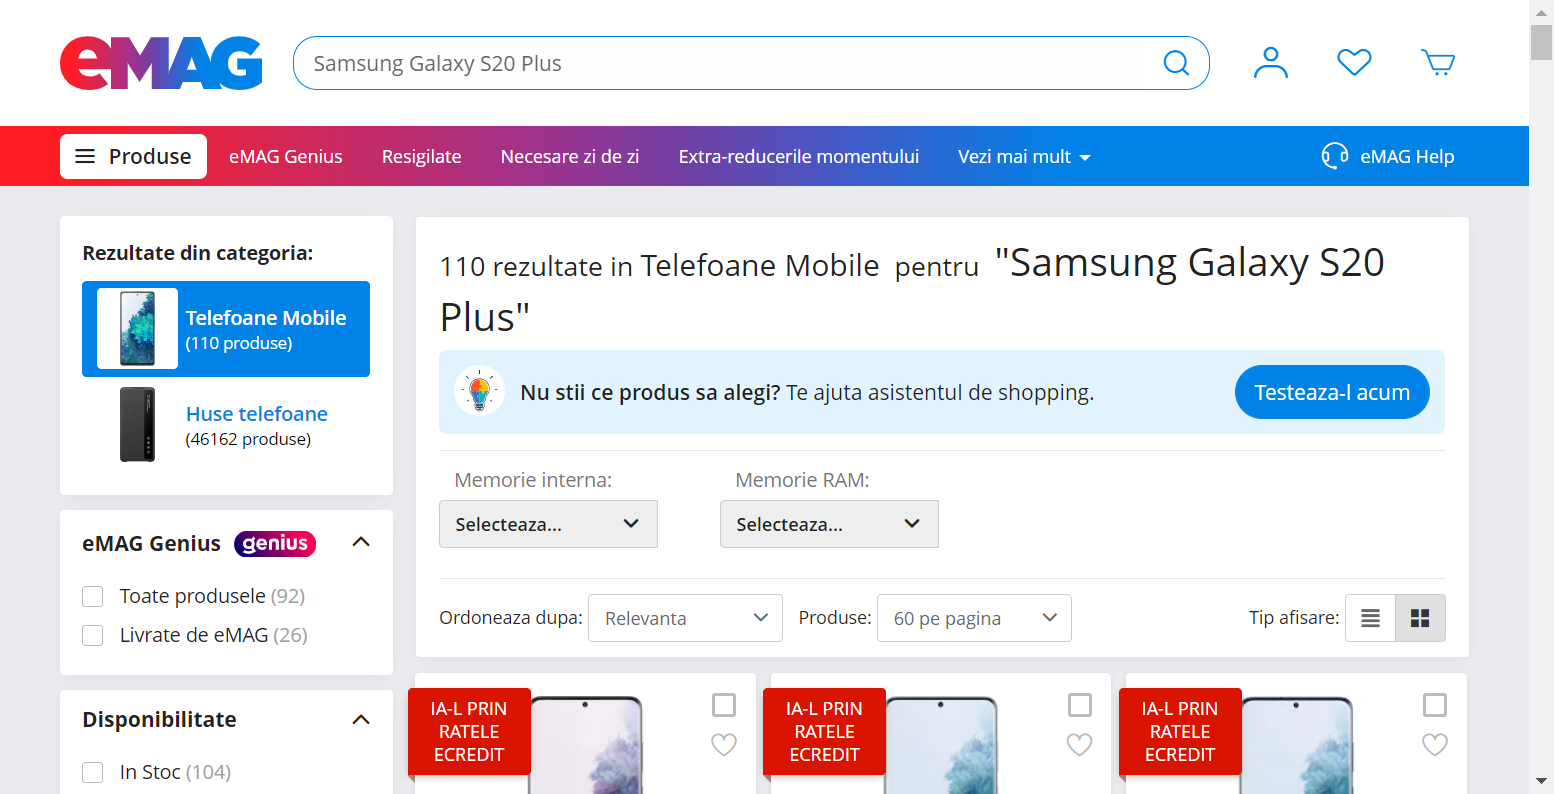 eMAG
Samsung Galaxy S20 Plus
Produse
eMAG Genius
Resigilate
Necesare zi de zi
Extra-reducerile momentului
Vezi mai mult
eMAG Help
Rezultate din categoria:
Telefoane Mobile
(110 produse)
Huse telefoane
(46162 produse)
eMAG Genius genius
Toate produsele (92)
Livrate de eMAG (26)
Disponibilitate
In Stoc (104)
110 rezultate in Telefoane Mobile pentru "Samsung Galaxy S20
Plus"
Nu stii ce produs sa alegi? Te ajuta asistentul de shopping.
Testeaza-l acum
Memorie interna:
Selecteaza...
Memorie RAM:
Selecteaza...
Ordoneaza dupa: Relevanta
Produse: 60 pe pagina
Tip afisare:
IA-L PRIN
RATELE
ECREDIT
IA-L PRIN
RATELE
ECREDIT
IA-L PRIN
RATELE
ECREDIT